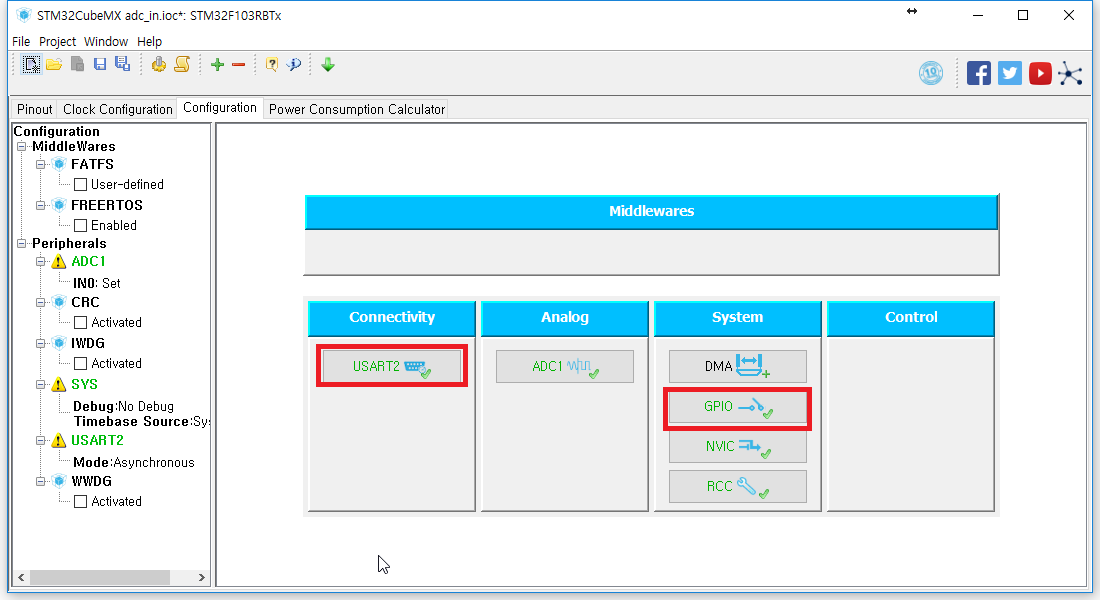 STM32CubeMX adc_in.ioc*: STM32F103RBTx
File Project Window Help
10
Pinout Clock Configuration Configuration Power Consumption Calculator
Configuration
MiddleWares
FATFS
User-defined
FREERTOS
Enabled
Peripherals
ADC1
IN0: Set
CRC
Activated
IWDG
Activated
SYS
Debug:No Debug
Timebase Source:Sy
USART2
Mode:Asynchronous
WWDG
Activated
Middlewares
Connectivity Analog System Control
USART2 ADC1 DMA
GPIO
NVIC
RCC